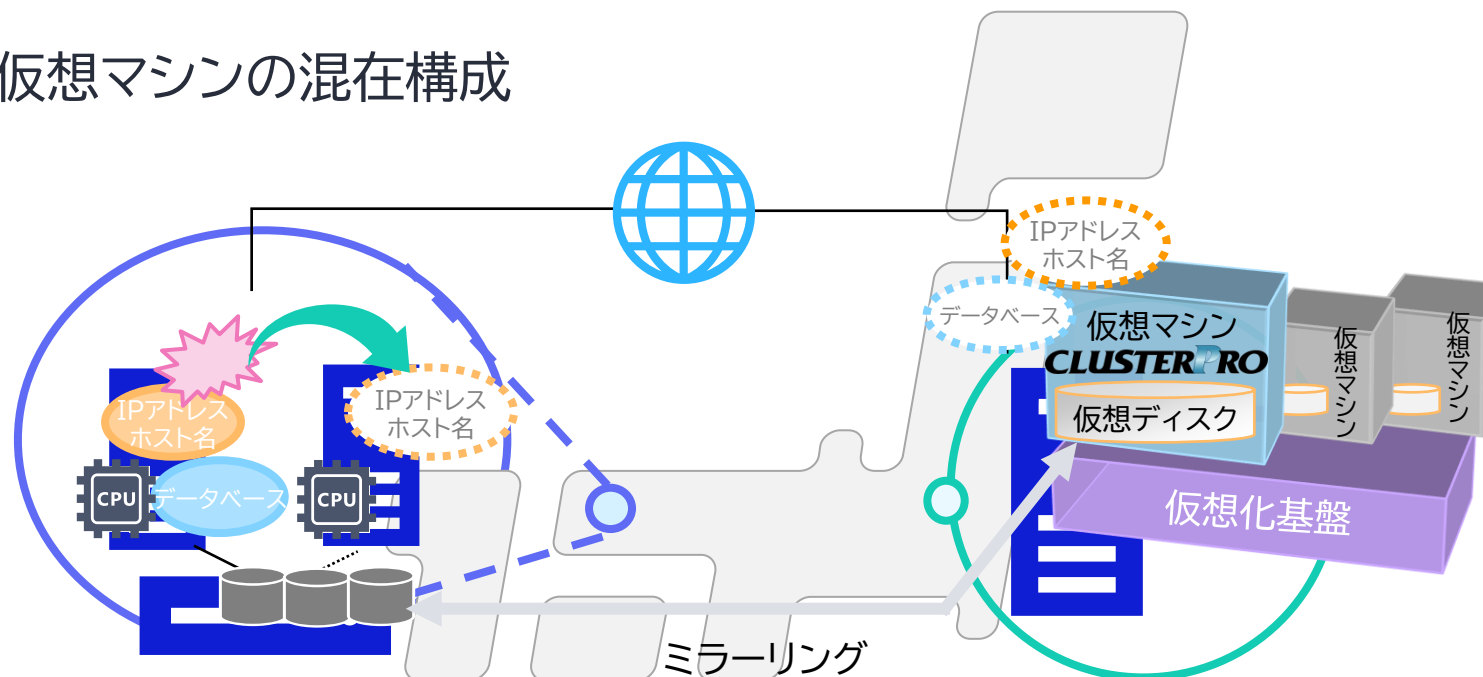 仮想マシンの混在構成
IPアドレス
ホスト名
データベース
仮想マシン
CLUSTERPRO
仮想ディスク
仮想マシン
仮想マシン
仮想化基盤
IPアドレス
ホスト名
IPアドレス
ホスト名
CPU
データベース
CPU
ミラーリング